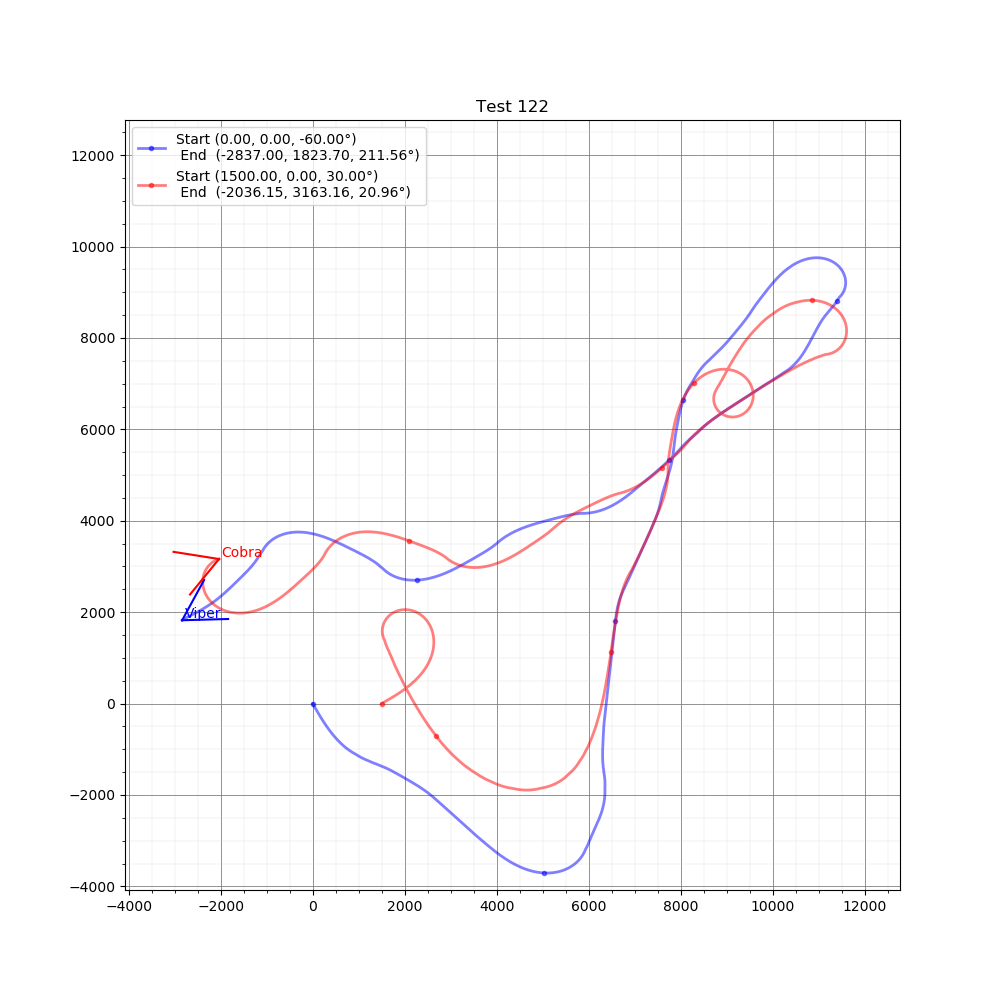 Test 122
Start (0.00, 0.00, -60.00°)
End (-2837.00, 1823.70, 211.56°)
Start (1500.00, 0.00, 30.00°)
End (-2036.15, 3163.16, 20.96°)
12000
10000
8000
6000
4000
2000
0
−2000
−4000
Cobra
Viper
−4000 −2000 0 2000 4000 6000 8000 10000 12000